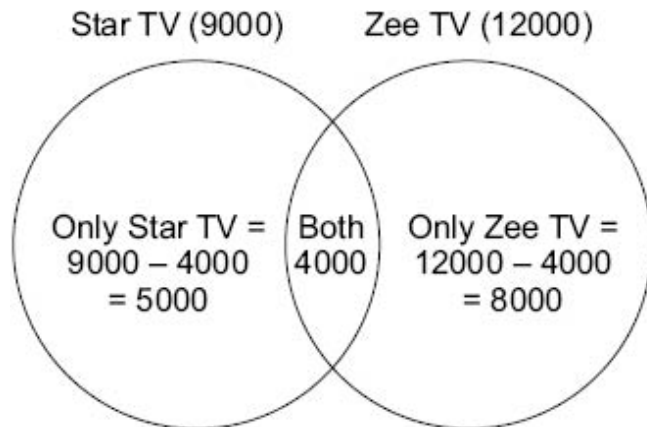 Star TV (9000) Zee TV (12000)
Only Star TV =
9000 – 4000
= 5000
Both
4000
Only Zee TV =
12000 – 4000
= 8000